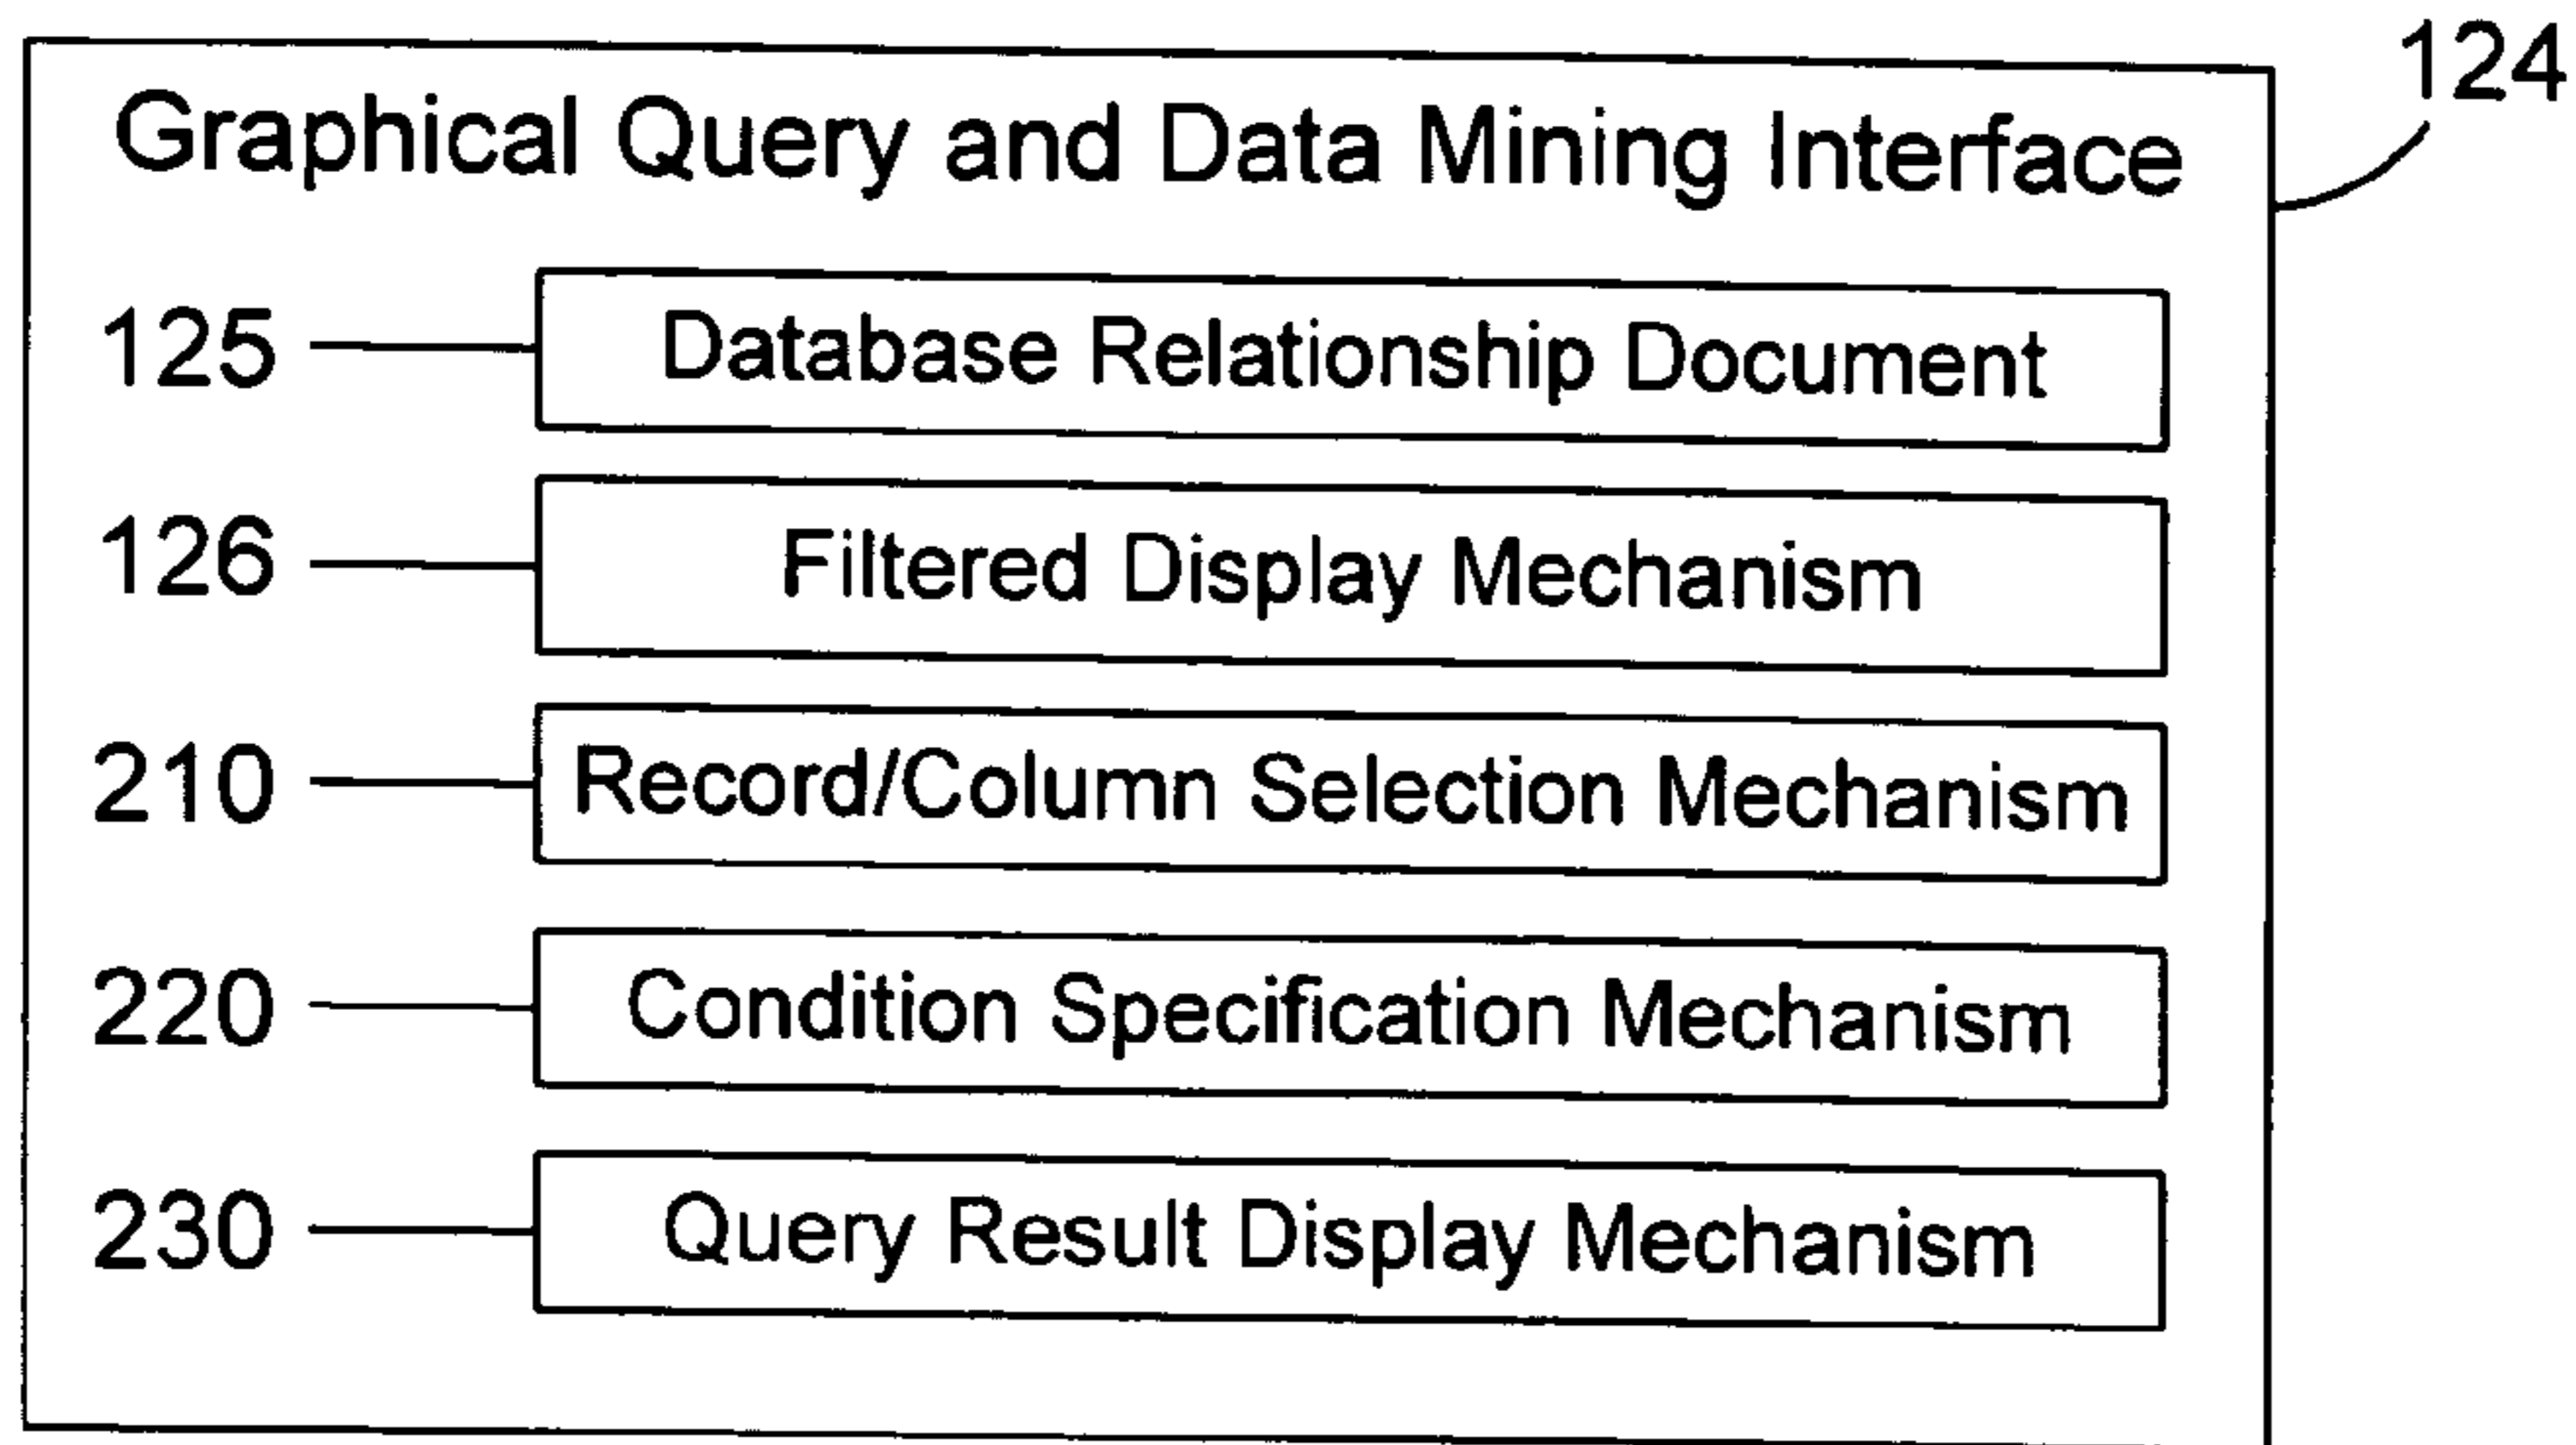 124
Graphical Query and Data Mining Interface
125 Database Relationship Document
126 Filtered Display Mechanism
210 Record/Column Selection Mechanism
220 Condition Specification Mechanism
230 Query Result Display Mechanism